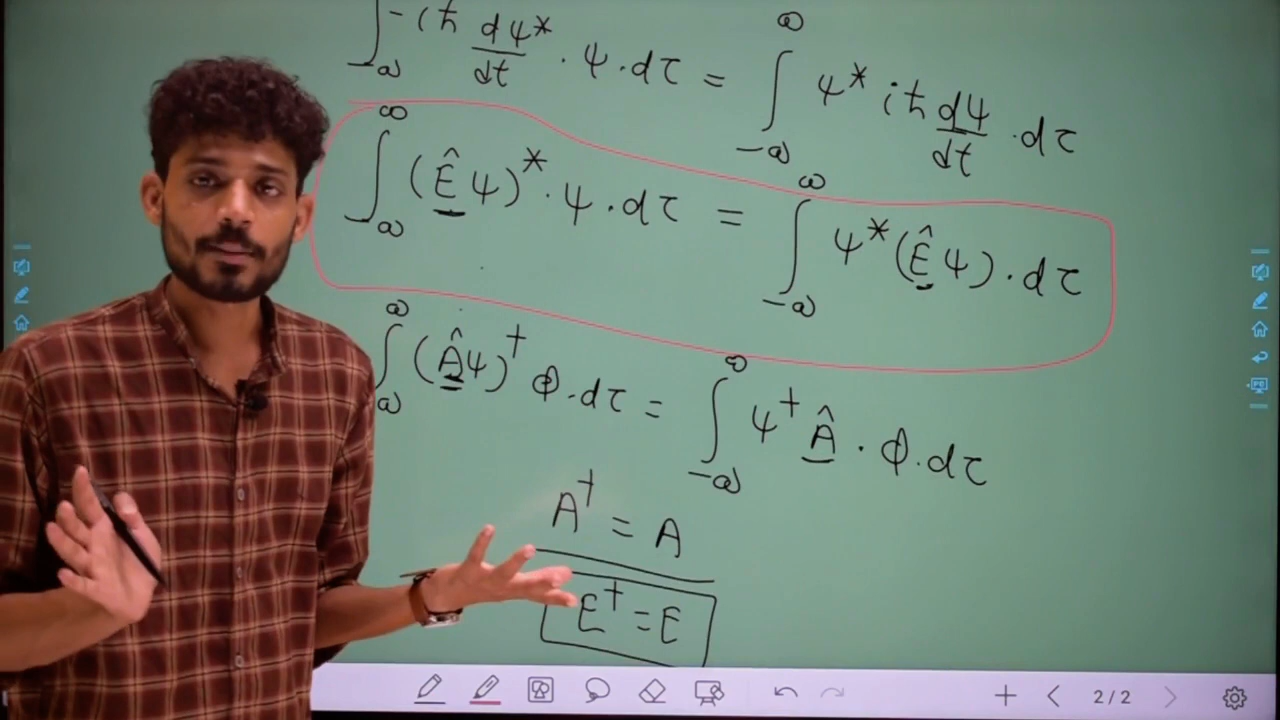 ∫_{-∞} -iħ dψ*/dt · ψ · dτ = ∫_{-∞}^{∞} ψ* iħ dψ/dt · dτ
∫_{-∞}^{∞} (Êψ)* · ψ · dτ = ∫_{-∞}^{∞} ψ* (Êψ) · dτ
∫_{∞}^{∞} (Âψ)† ϕ · dτ = ∫_{-∞}^{∞} ψ† Â · ϕ · dτ
A† = A
E† = E
2/2